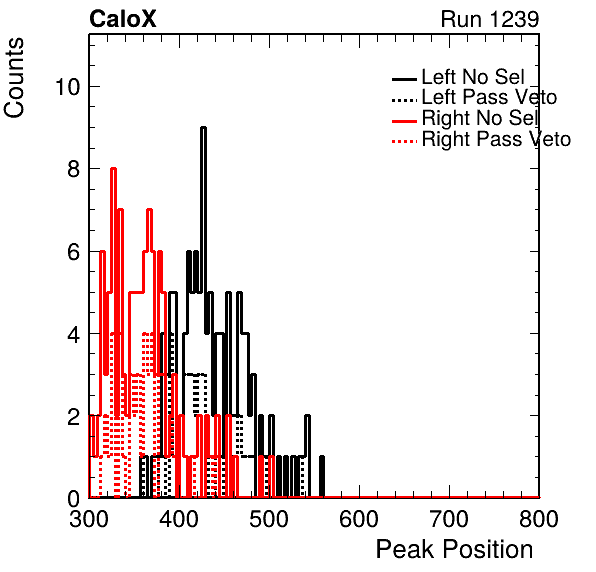 CaloX Run 1239
Counts
10
8
6
4
2
0
Left No Sel
Left Pass Veto
Right No Sel
Right Pass Veto
300 400 500 600 700 800
Peak Position